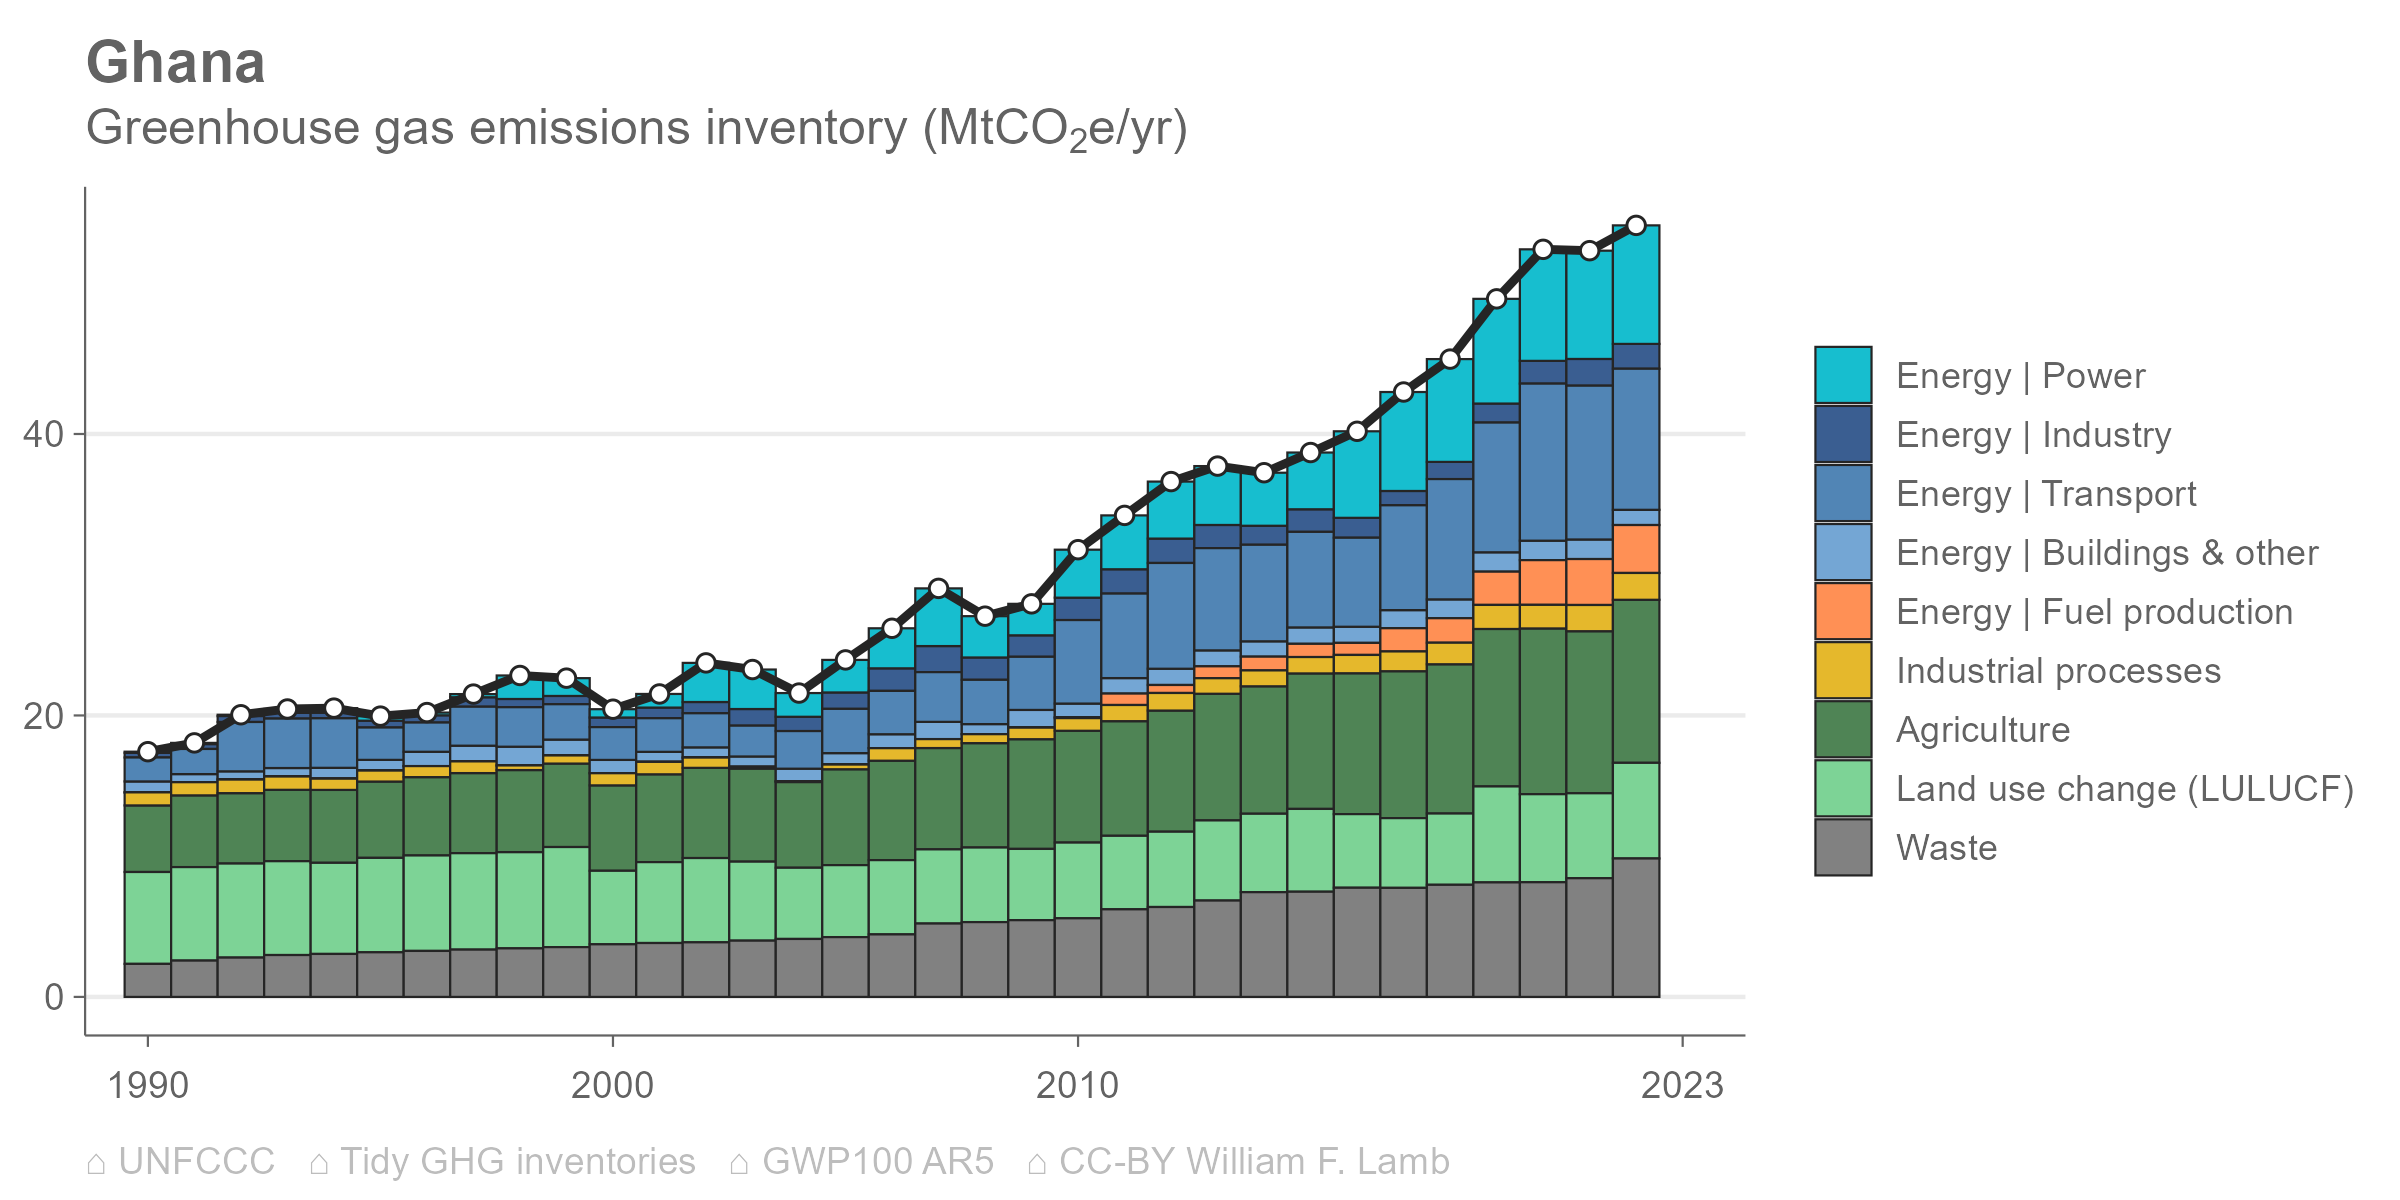 Ghana
Greenhouse gas emissions inventory (MtCO₂e/yr)
40
20
0
1990 2000 2010 2023
Energy | Power
Energy | Industry
Energy | Transport
Energy | Buildings & other
Energy | Fuel production
Industrial processes
Agriculture
Land use change (LULUCF)
Waste
⌂ UNFCCC ⌂ Tidy GHG inventories ⌂ GWP100 AR5 ⌂ CC-BY William F. Lamb